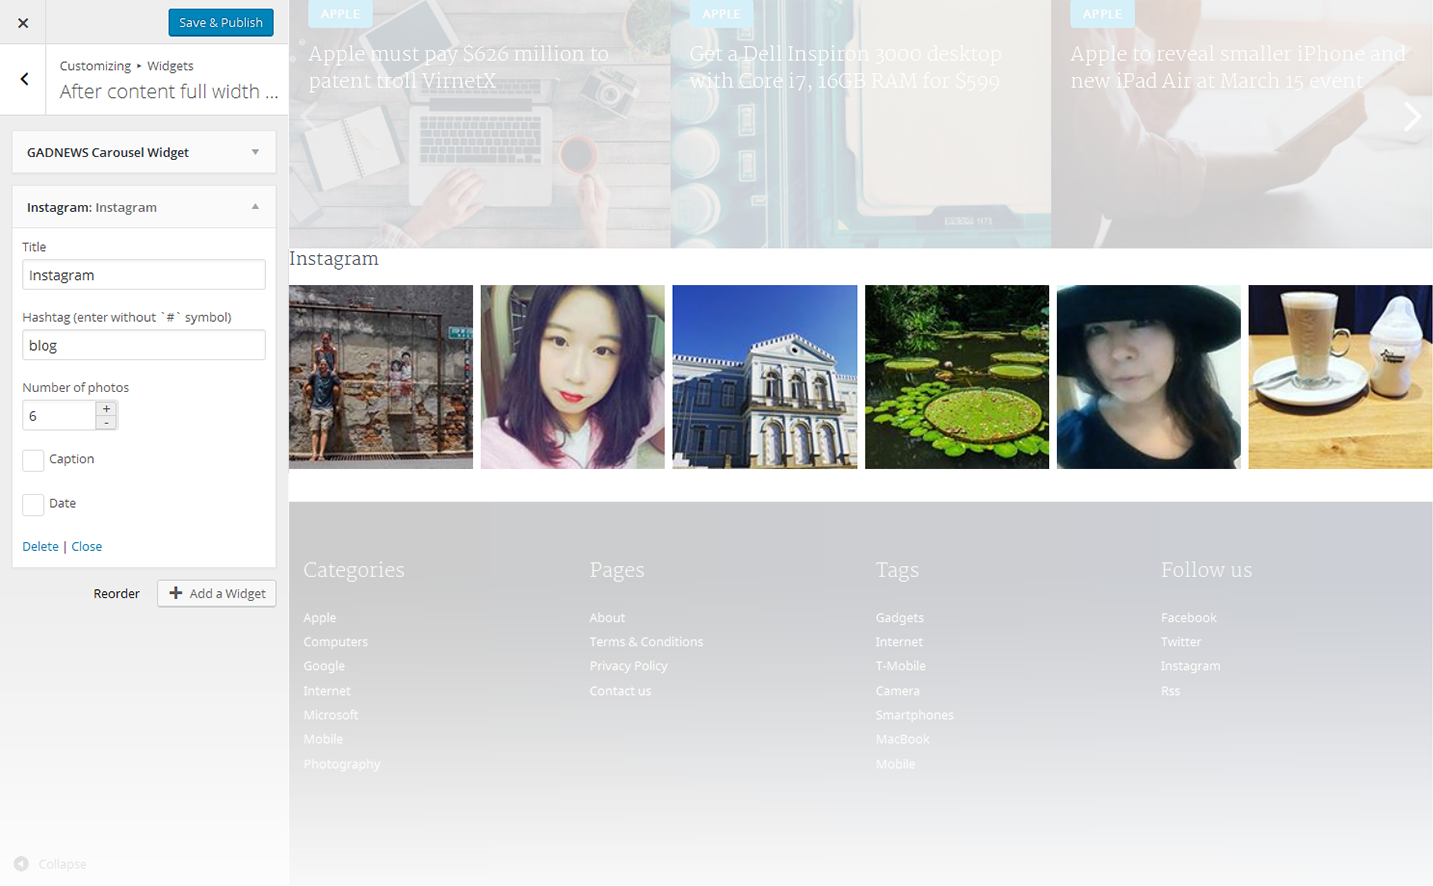 Save & Publish
Customizing ▸ Widgets
After content full width ...
GADNEWS Carousel Widget
Instagram: Instagram
Title
Instagram
Hashtag (enter without `#` symbol)
blog
Number of photos
6
+
-
Caption
Date
Delete | Close
Reorder
+ Add a Widget
Collapse
APPLE
Apple must pay $626 million to
patent troll VirnetX
APPLE
Get a Dell Inspiron 3000 desktop
with Core i7, 16GB RAM for $599
APPLE
Apple to reveal smaller iPhone and
new iPad Air at March 15 event
Instagram
Categories
Apple
Computers
Google
Internet
Microsoft
Mobile
Photography
Pages
About
Terms & Conditions
Privacy Policy
Contact us
Tags
Gadgets
Internet
T-Mobile
Camera
Smartphones
MacBook
Mobile
Follow us
Facebook
Twitter
Instagram
Rss